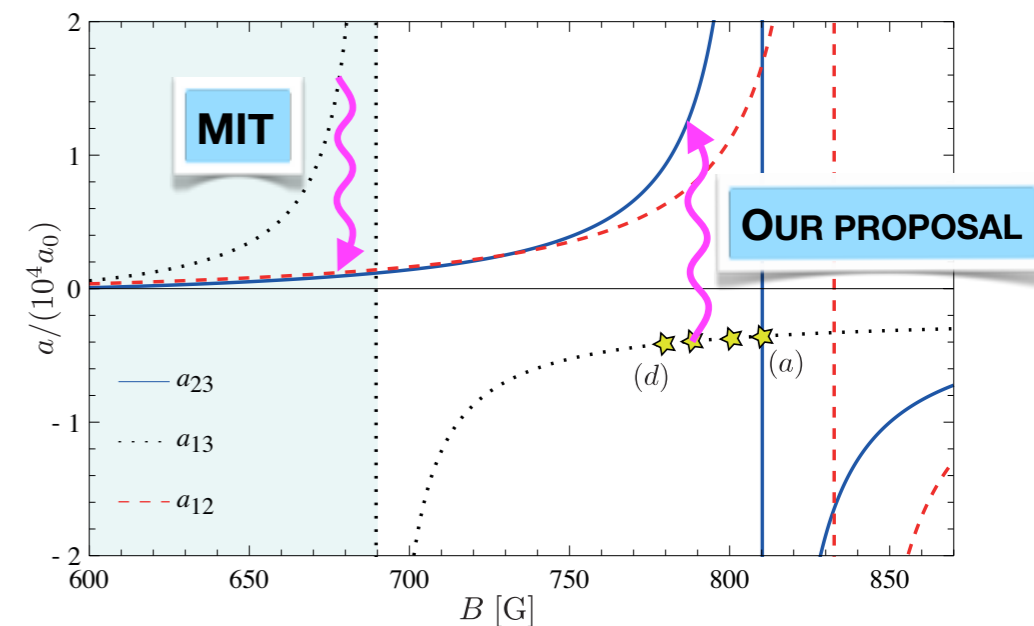 2
1
0
- 1
- 2
a/(10⁴a₀)
MIT
OUR PROPOSAL
(d)
(a)
a₂₃
a₁₃
a₁₂
600
650
700
750
800
850
B [G]